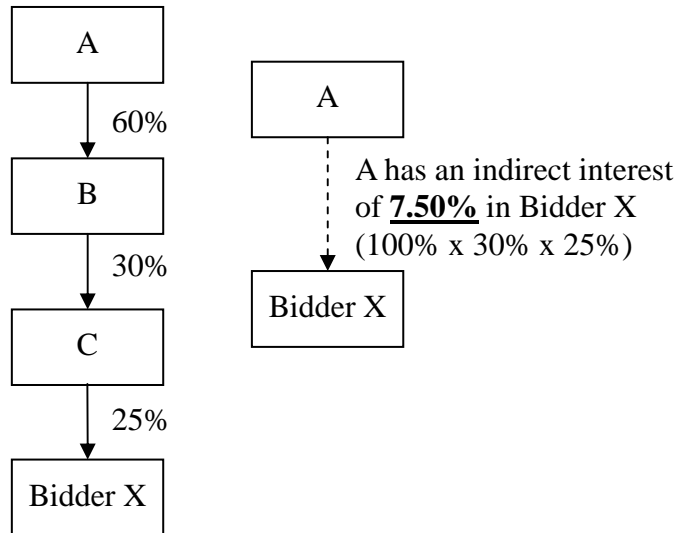 A
60%
B
30%
C
25%
Bidder X
A
A has an indirect interest
of 7.50% in Bidder X
(100% x 30% x 25%)
Bidder X